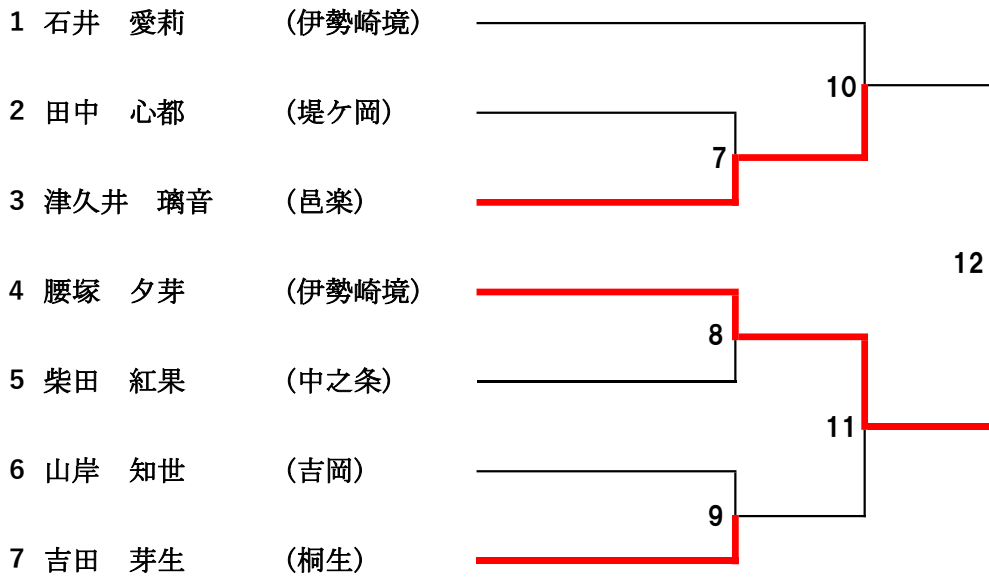 1 石井　愛莉 (伊勢崎境)
10
2 田中　心都 (堤ケ岡)
7
3 津久井　璃音 (邑楽)
12
4 腰塚　夕芽 (伊勢崎境)
8
5 柴田　紅果 (中之条)
11
6 山岸　知世 (吉岡)
9
7 吉田　芽生 (桐生)